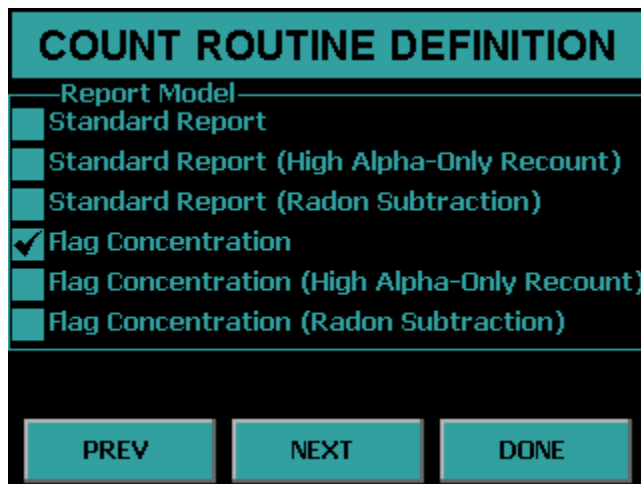 COUNT ROUTINE DEFINITION
Report Model
Standard Report
Standard Report (High Alpha-Only Recount)
Standard Report (Radon Subtraction)
Flag Concentration
Flag Concentration (High Alpha-Only Recount)
Flag Concentration (Radon Subtraction)
PREV NEXT DONE